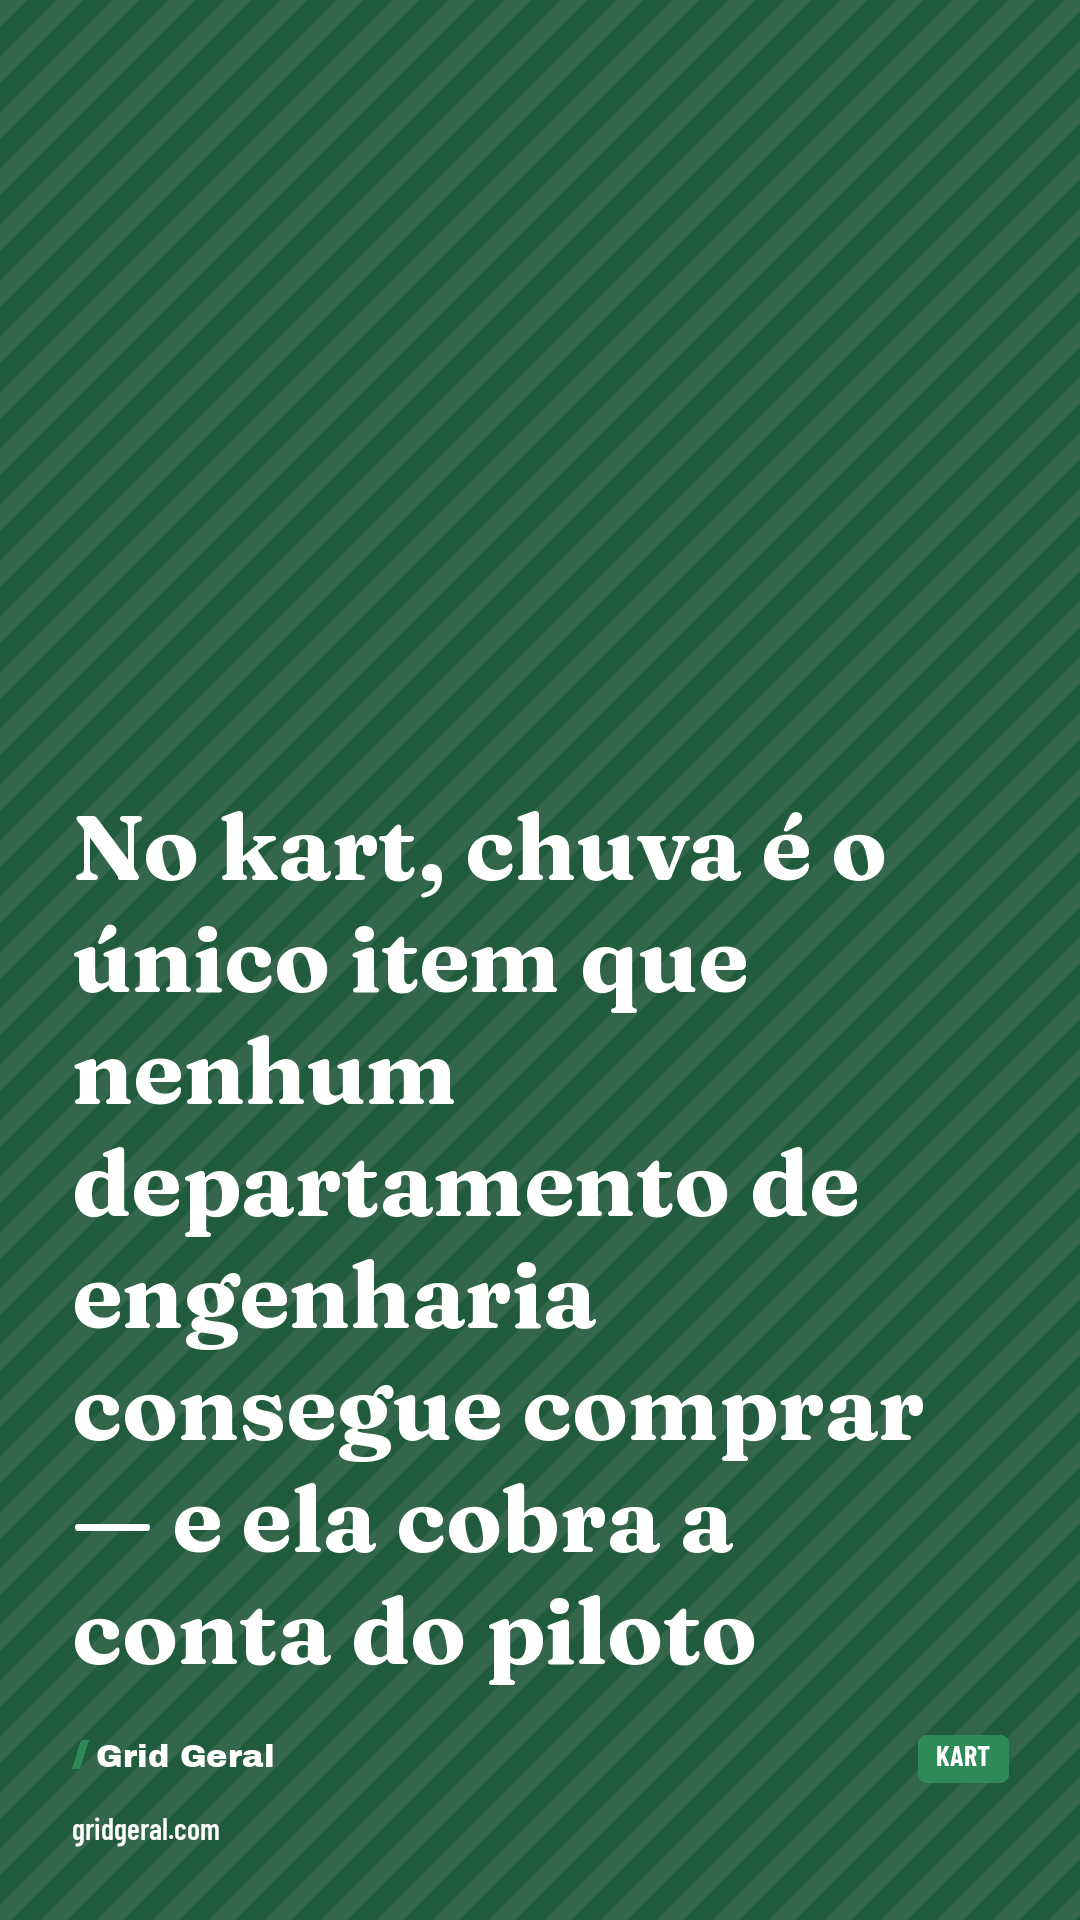 No kart, chuva é o
único item que
nenhum
departamento de
engenharia
consegue comprar
— e ela cobra a
conta do piloto
/ Grid Geral
KART
gridgeral.com